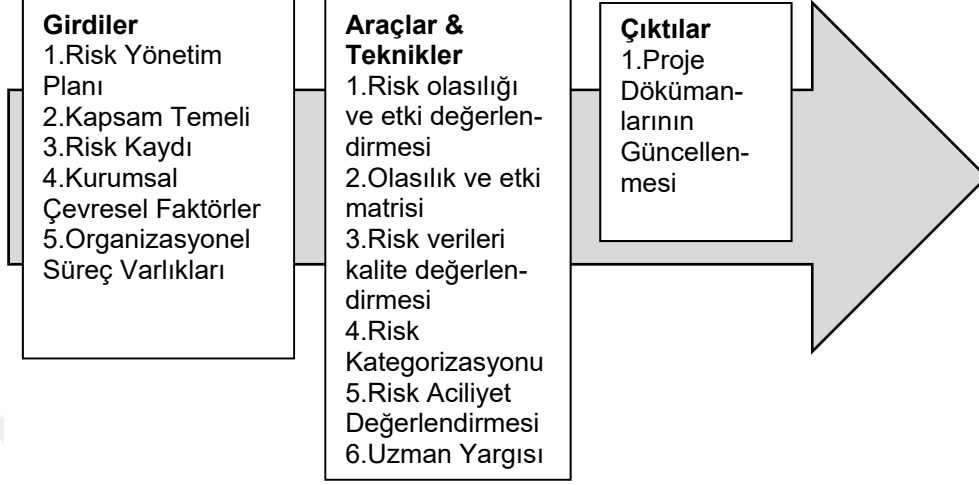 Girdiler
1.Risk Yönetim
Planı
2.Kapsam Temeli
3.Risk Kaydı
4.Kurumsal
Çevresel Faktörler
5.Organizasyonel
Süreç Varlıkları
Araçlar &
Teknikler
1.Risk olasılığı
ve etki değerlen-
dirmesi
2.Olasılık ve etki
matrisi
3.Risk verileri
kalite değerlen-
dirmesi
4.Risk
Kategorizasyonu
5.Risk Aciliyet
Değerlendirmesi
6.Uzman Yargısı
Çıktılar
1.Proje
Döküman-
larının
Güncellen-
mesi